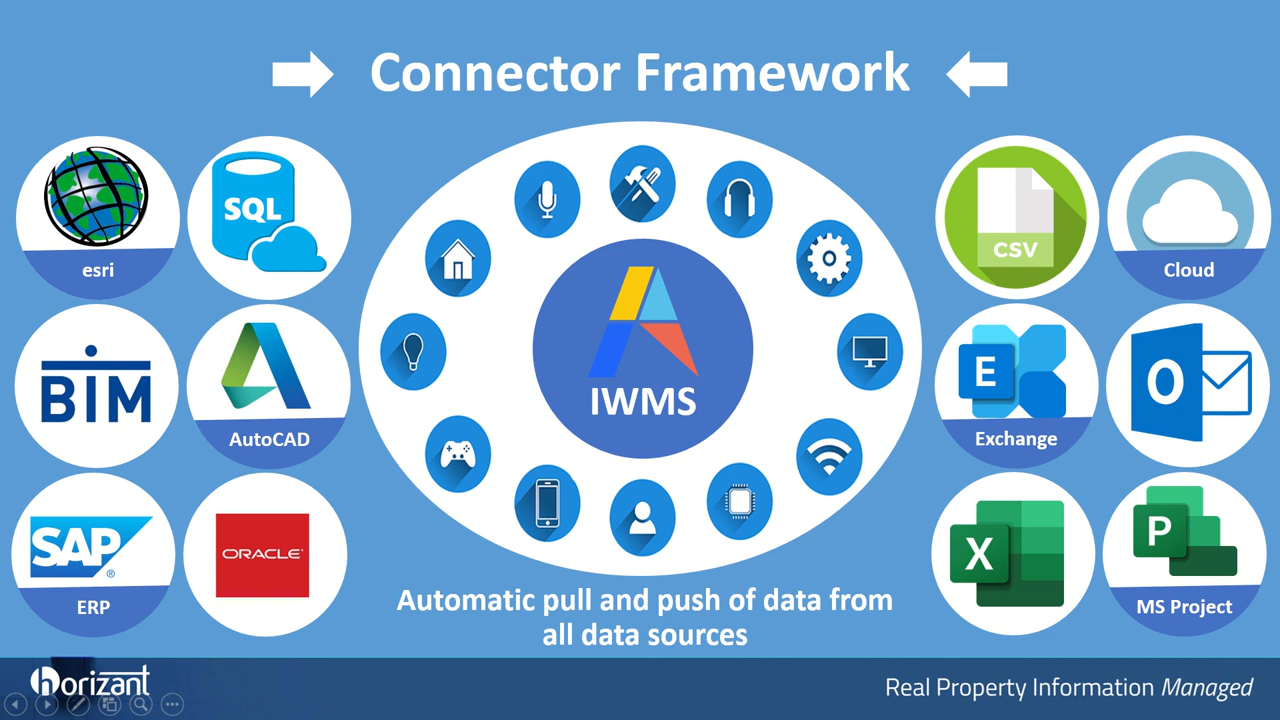 Connector Framework
esri
SQL
BIM
AutoCAD
SAP
®
ERP
ORACLE
IWMS
CSV
Cloud
E
Exchange
O
X
P
MS Project
Automatic pull and push of data from
all data sources
horizant
Real Property Information Managed